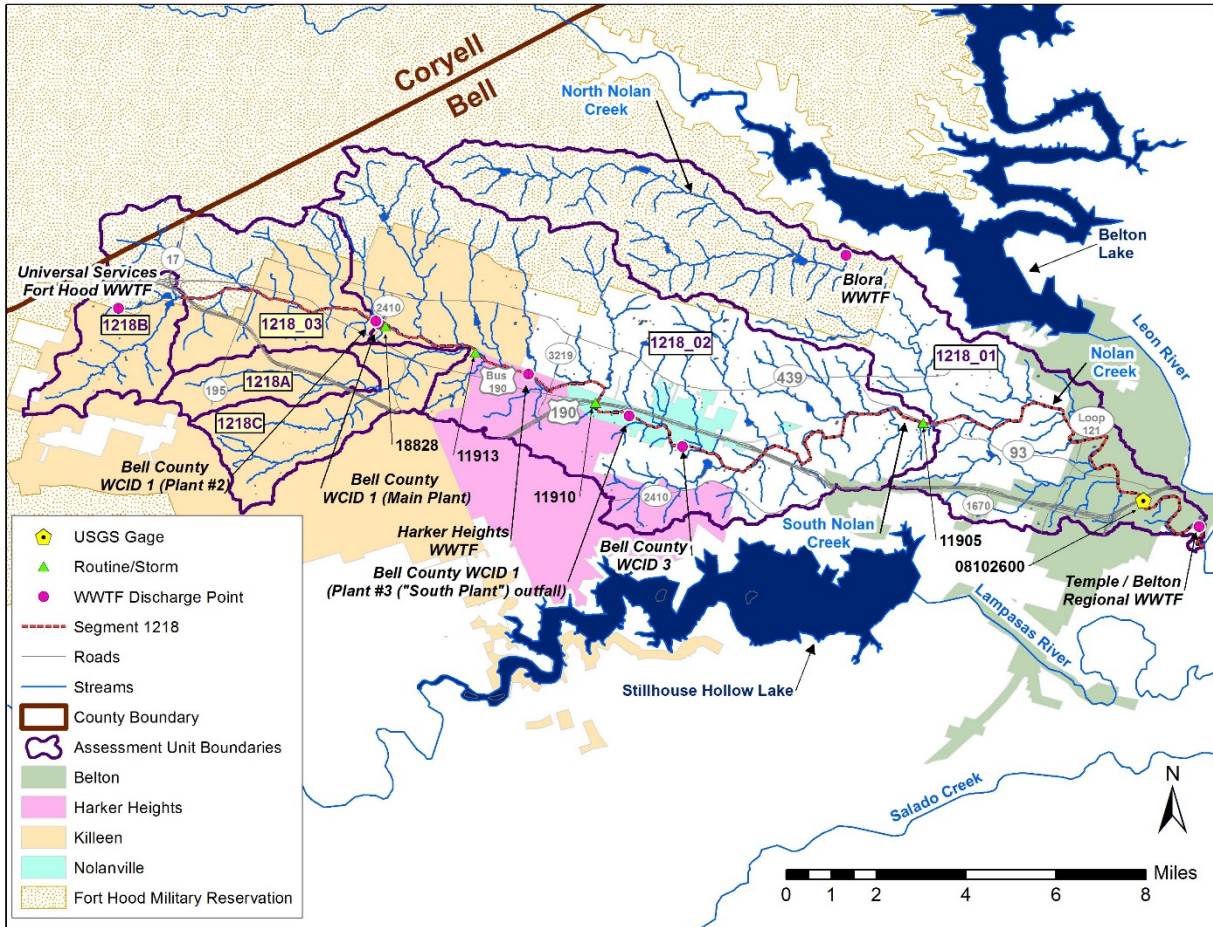 Coryell
Bell
North Nolan
Creek
Belton
Lake
Blora
WWTF
Universal Services
Fort Hood WWTF
17
1218B
1218_03
2410
1218A
195
1218C
1218_02
3219
Bus
190
190
439
1218_01
Nolan
Creek
Leon River
Loop
121
93
Bell County
WCID 1 (Plant #2)
18828
Bell County
WCID 1 (Main Plant)
11913
Harker Heights
WWTF
11910
Bell County WCID 1
(Plant #3 ("South Plant") outfall)
2410
Bell County
WCID 3
South Nolan
Creek
1670
11905
08102600
Temple / Belton
Regional WWTF
Lampasas River
Stillhouse Hollow Lake
Salado Creek
USGS Gage
Routine/Storm
WWTF Discharge Point
Segment 1218
Roads
Streams
County Boundary
Assessment Unit Boundaries
Belton
Harker Heights
Killeen
Nolanville
Fort Hood Military Reservation
N
Miles
0 1 2 4 6 8